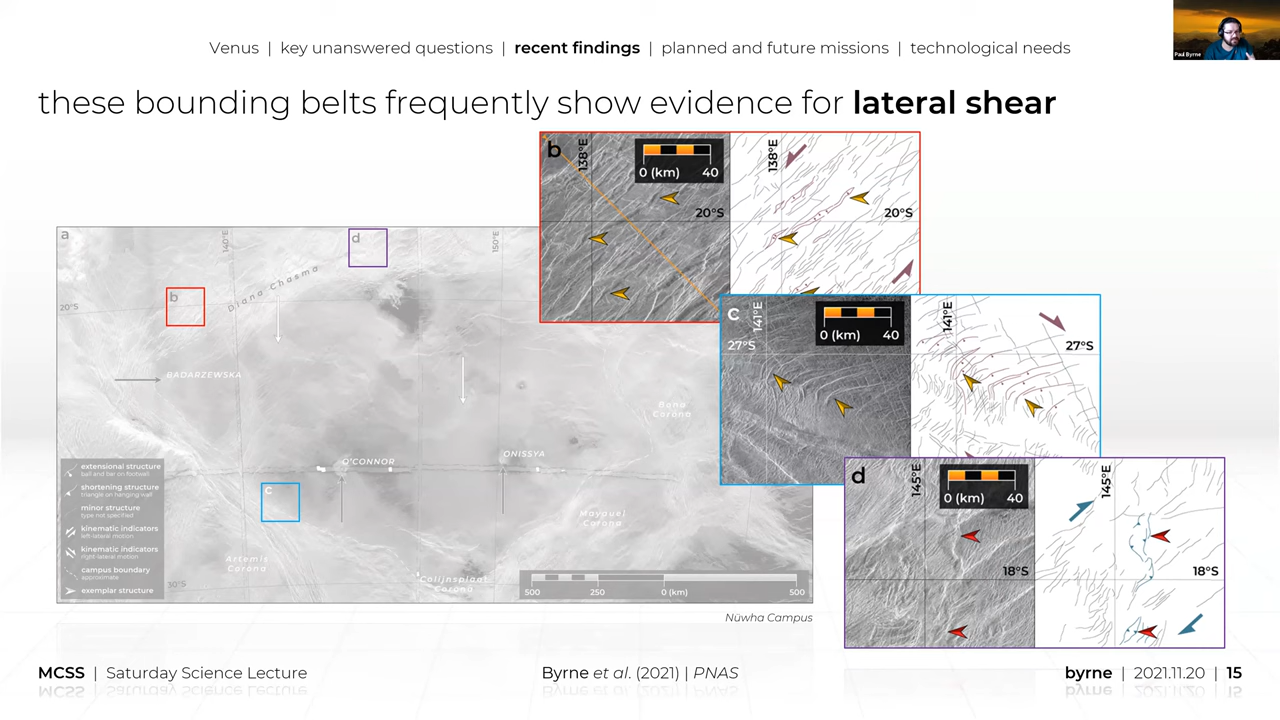 Paul Byrne
Venus | key unanswered questions | recent findings | planned and future missions | technological needs
these bounding belts frequently show evidence for lateral shear
b
138°E
0 (km) 40
20°S
138°E
20°S
a
140°E
150°E
d
b
20°S
Diana Chasma
BADARZEWSKA
Bona
Corona
O'CONNOR
ONISSYA
c
Mayauel
Corona
Artemis
Corona
Colijnsplaat
Corona
30°S
500 250 0 (km) 500
extensional structure
ball and bar on footwall
shortening structure
triangle on hanging wall
minor structure
type not specified
kinematic indicators
left-lateral motion
kinematic indicators
right-lateral motion
campus boundary
approximate
exemplar structure
c
141°E
0 (km) 40
27°S
141°E
27°S
d
145°E
0 (km) 40
18°S
145°E
18°S
Nüwha Campus
MCSS | Saturday Science Lecture
Byrne et al. (2021) | PNAS
byrne | 2021.11.20 | 15